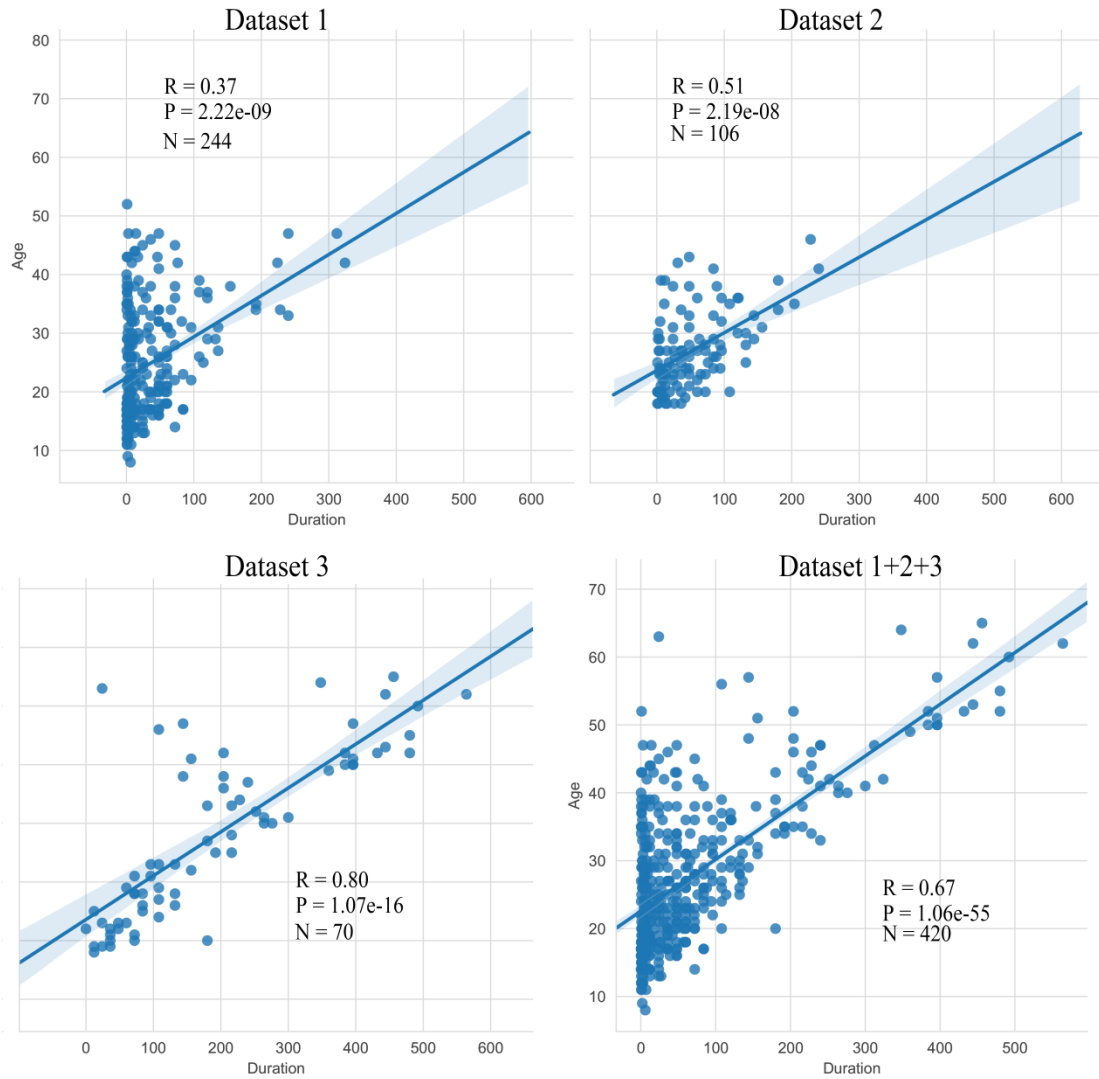 Dataset 1
R = 0.37
P = 2.22e-09
N = 244
80
70
60
50
40
30
20
10
Age
0 100 200 300 400 500 600
Duration
Dataset 2
R = 0.51
P = 2.19e-08
N = 106
0 100 200 300 400 500 600
Duration
Dataset 3
R = 0.80
P = 1.07e-16
N = 70
0 100 200 300 400 500 600
Duration
Dataset 1+2+3
70
60
50
40
30
20
10
Age
R = 0.67
P = 1.06e-55
N = 420
0 100 200 300 400 500
Duration